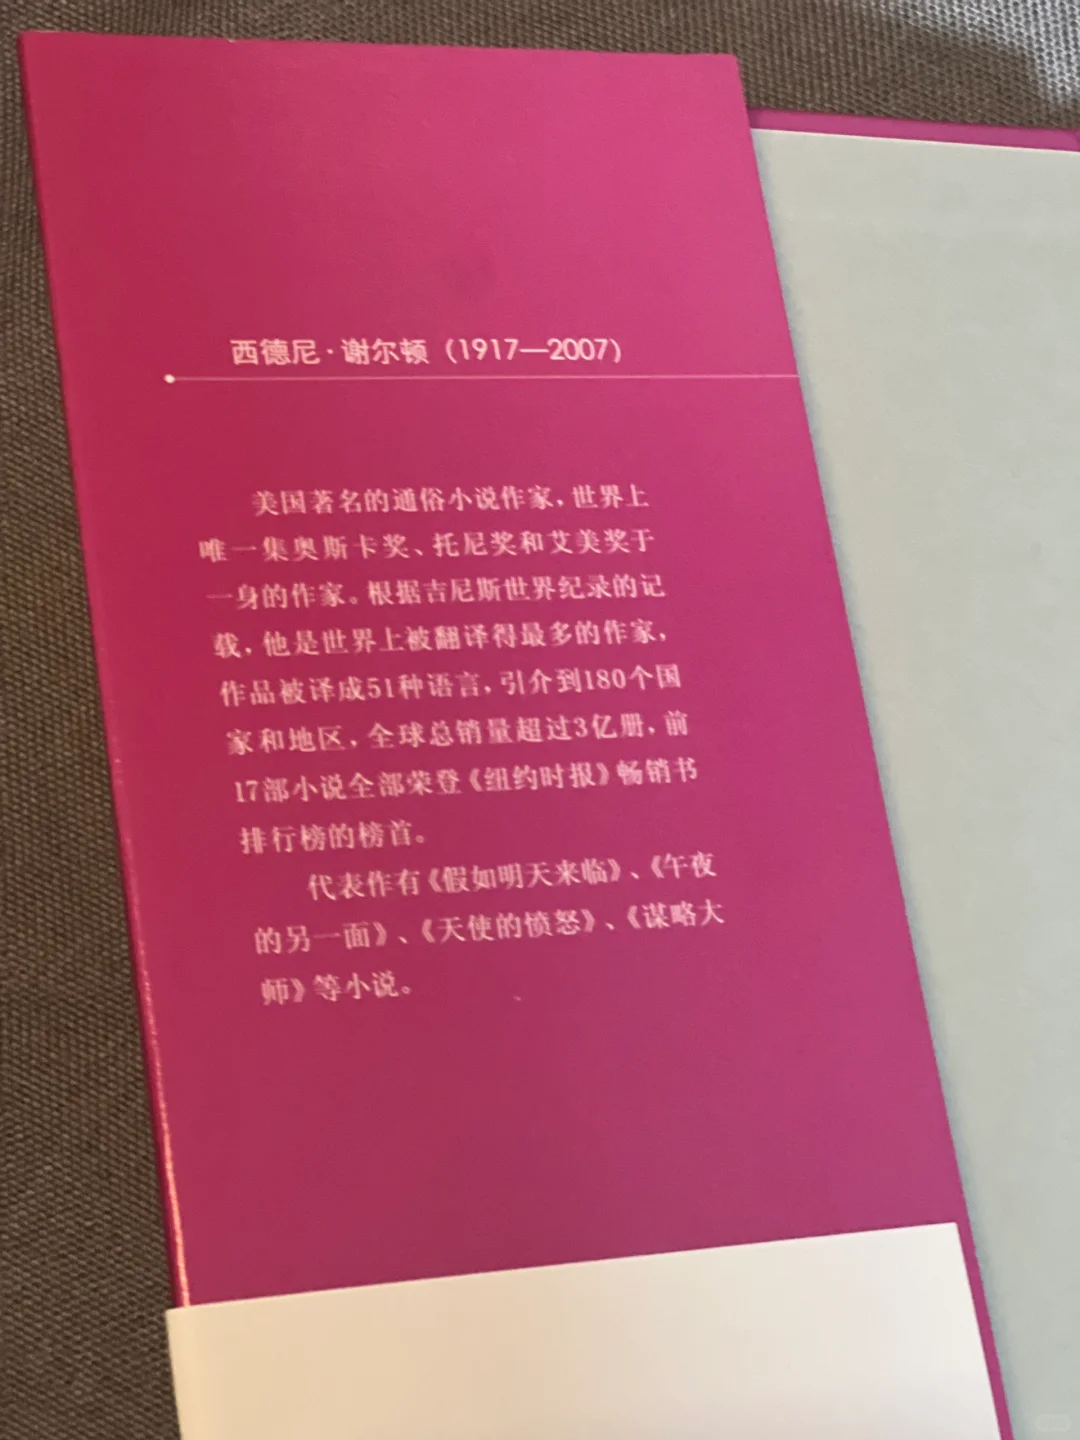 西德尼·谢尔顿（1917—2007）
美国著名的通俗小说作家，世界上
唯一集奥斯卡奖、托尼奖和艾美奖于
一身的作家。根据吉尼斯世界纪录的记
载，他是世界上被翻译得最多的作家，
作品被译成51种语言，引介到180个国
家和地区，全球总销量超过3亿册，前
17部小说全部荣登《纽约时报》畅销书
排行榜的榜首。
代表作有《假如明天来临》、《午夜
的另一面》、《天使的愤怒》、《谋略大
师》等小说。